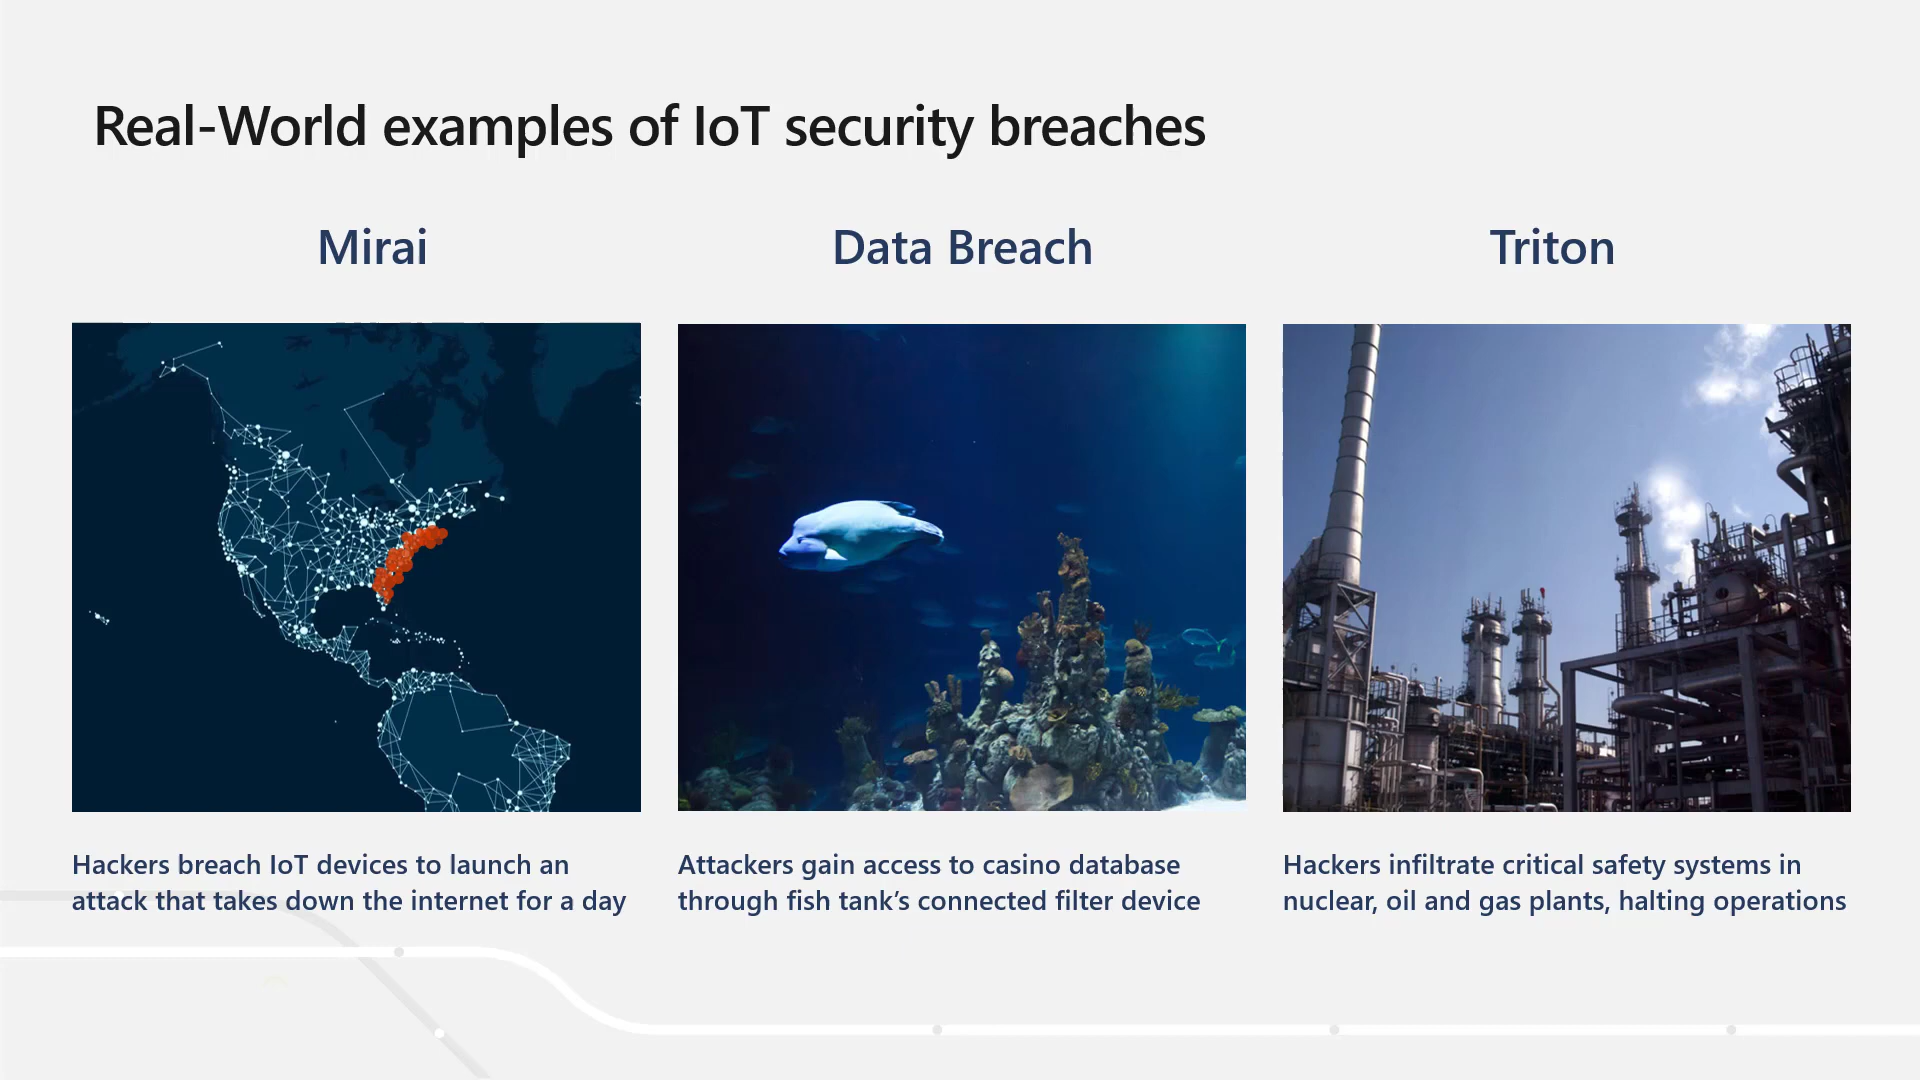 Real-World examples of IoT security breaches
Mirai
Data Breach
Triton
Hackers breach IoT devices to launch an
attack that takes down the internet for a day
Attackers gain access to casino database
through fish tank’s connected filter device
Hackers infiltrate critical safety systems in
nuclear, oil and gas plants, halting operations